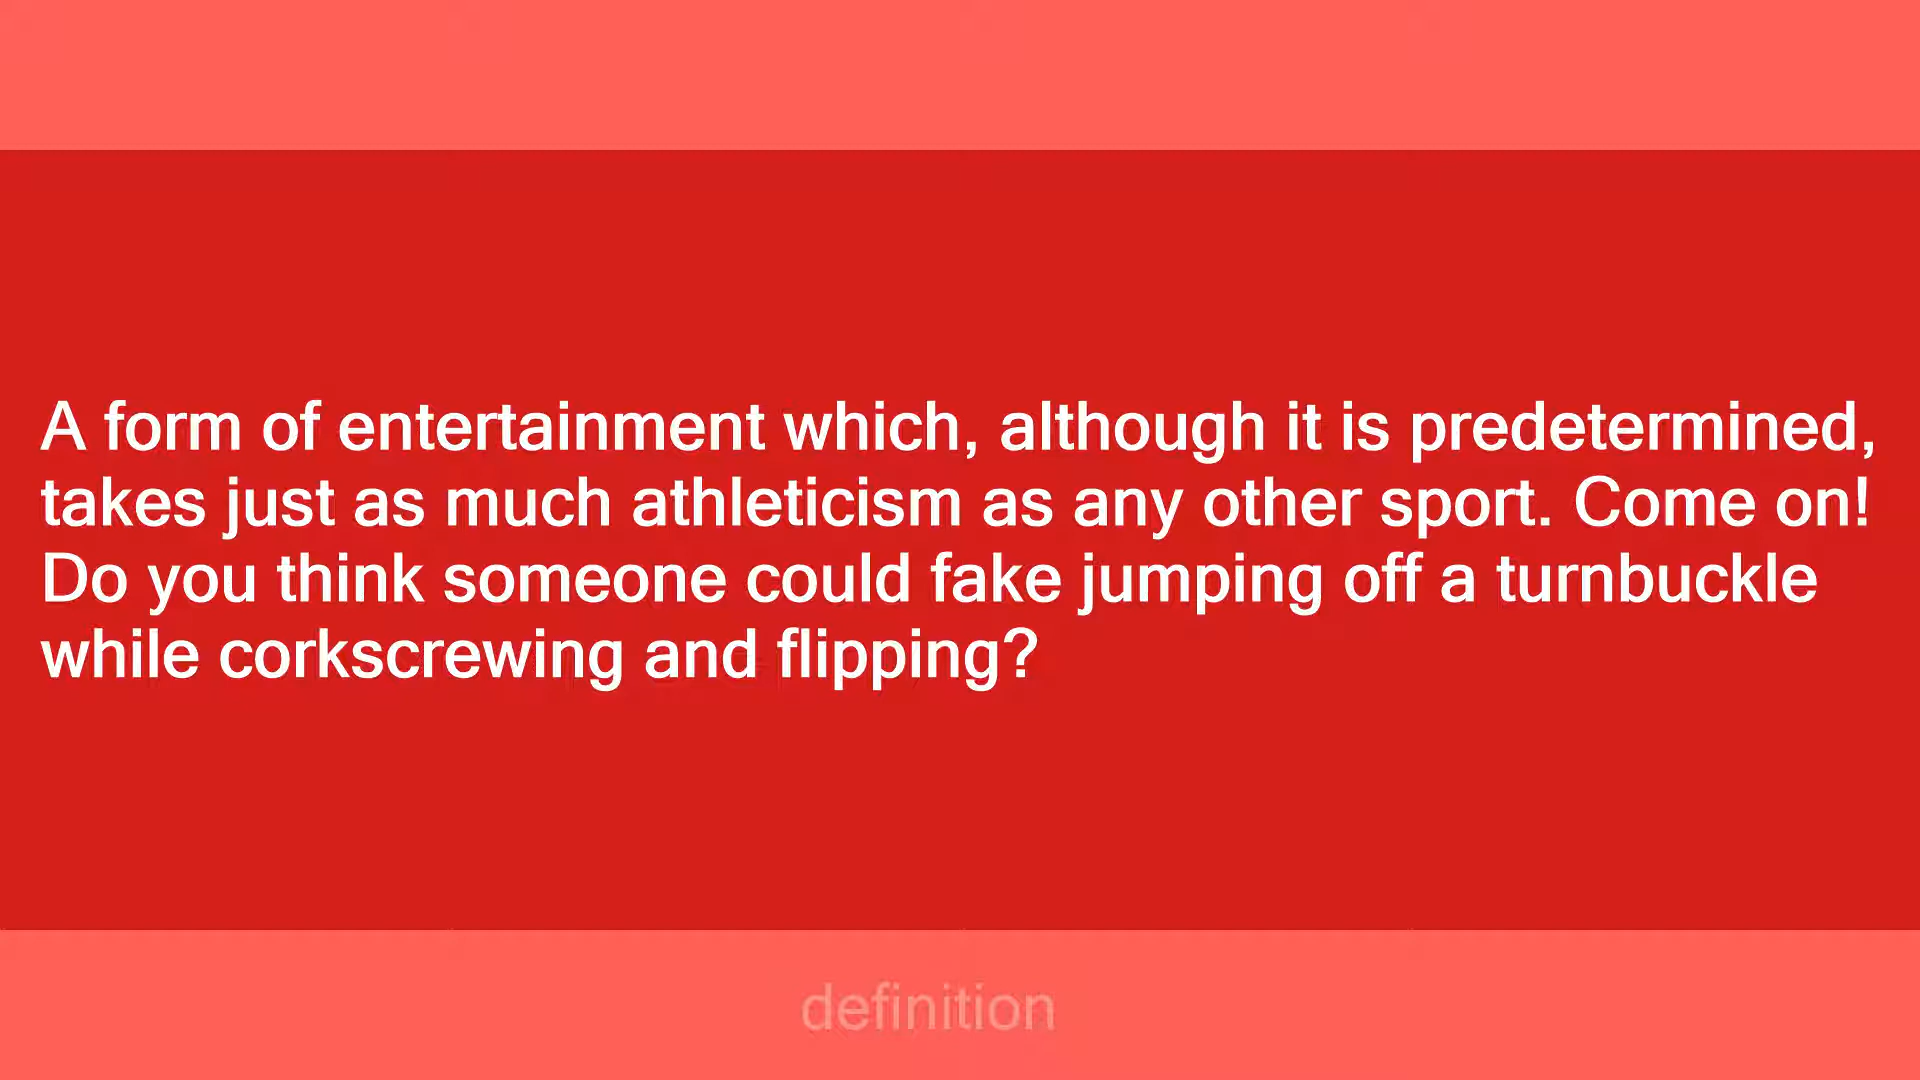 A form of entertainment which, although it is predetermined,
takes just as much athleticism as any other sport. Come on!
Do you think someone could fake jumping off a turnbuckle
while corkscrewing and flipping?
definition